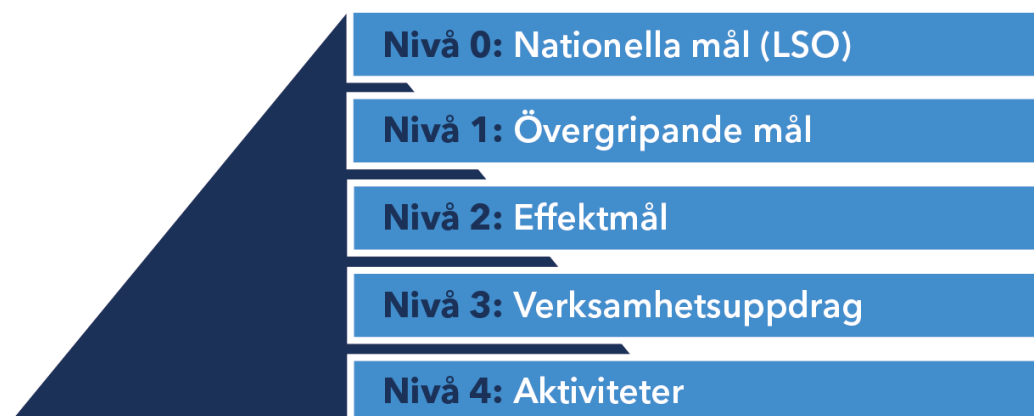 Nivå 0: Nationella mål (LSO)
Nivå 1: Övergripande mål
Nivå 2: Effektmål
Nivå 3: Verksamhetsuppdrag
Nivå 4: Aktiviteter